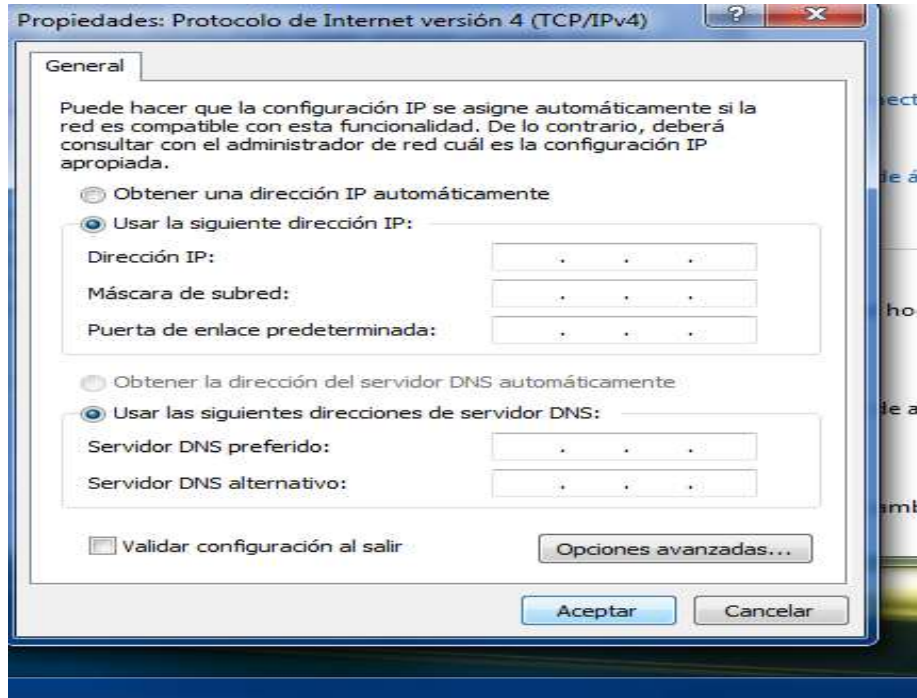 Propiedades: Protocolo de Internet versión 4 (TCP/IPv4)
General
Puede hacer que la configuración IP se asigne automáticamente si la
red es compatible con esta funcionalidad. De lo contrario, deberá
consultar con el administrador de red cuál es la configuración IP
apropiada.
Obtener una dirección IP automáticamente
Usar la siguiente dirección IP:
Dirección IP:
Máscara de subred:
Puerta de enlace predeterminada:
Obtener la dirección del servidor DNS automáticamente
Usar las siguientes direcciones de servidor DNS:
Servidor DNS preferido:
Servidor DNS alternativo:
Validar configuración al salir
Opciones avanzadas...
Aceptar
Cancelar